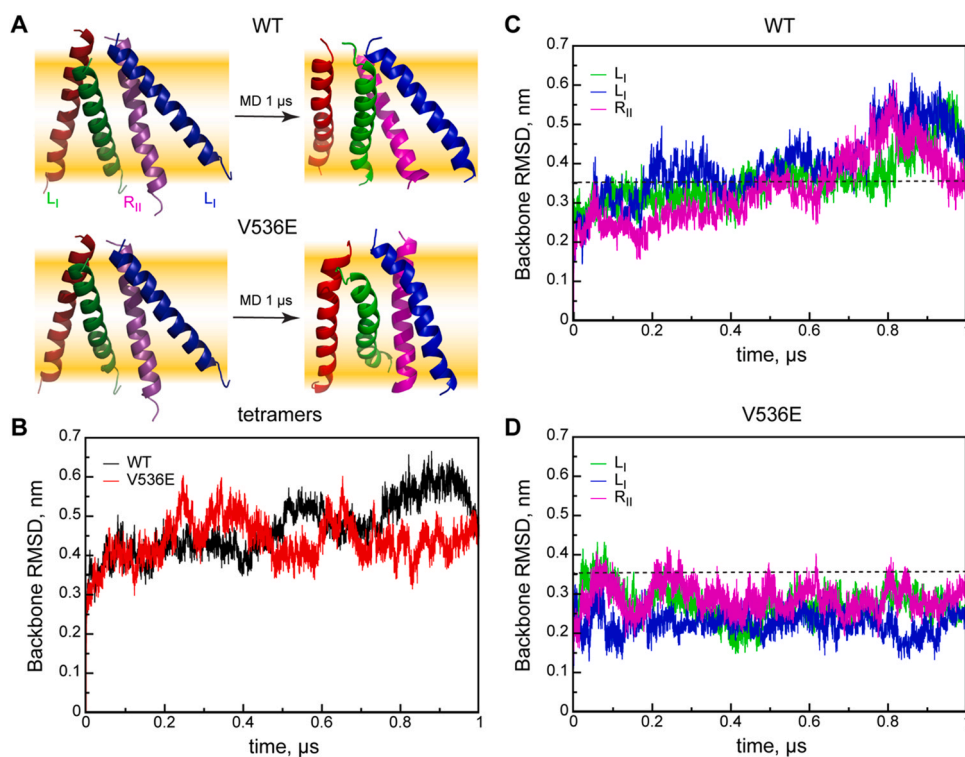 A
WT
MD 1 µs
L_I
R_II
L_I
V536E
MD 1 µs
tetramers
B
0.7
0.6
0.5
0.4
0.3
0.2
0.1
0
Backbone RMSD, nm
WT
V536E
0
0.2
0.4
0.6
0.8
1
time, µs
C
WT
0.7
0.6
0.5
0.4
0.3
0.2
0.1
0
Backbone RMSD, nm
L_I
L_I
R_II
0
0.2
0.4
0.6
0.8
1
time, µs
D
V536E
0.7
0.6
0.5
0.4
0.3
0.2
0.1
0
Backbone RMSD, nm
L_I
L_I
R_II
0
0.2
0.4
0.6
0.8
1
time, µs